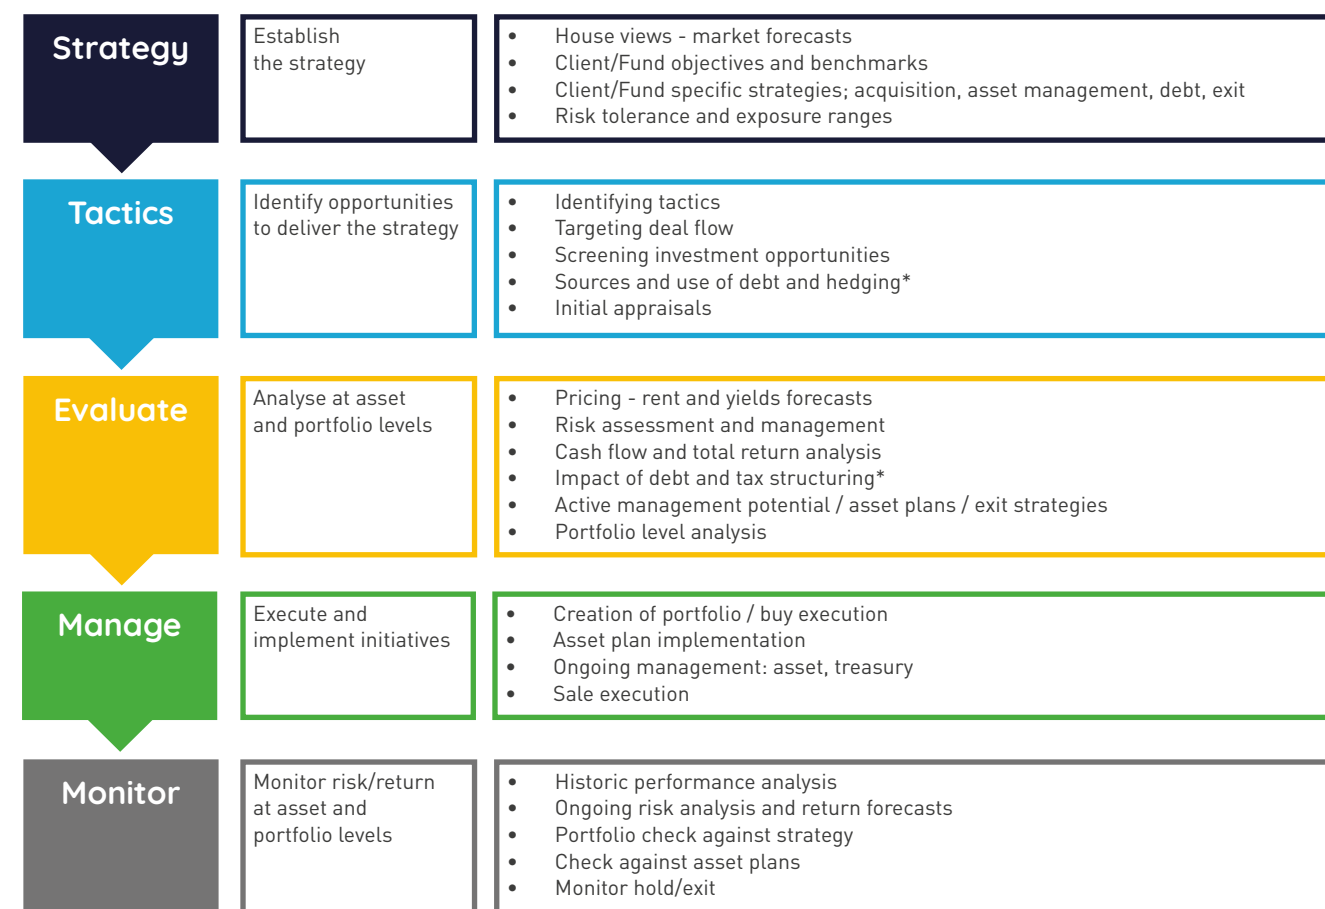 Strategy
Establish
the strategy
• House views - market forecasts
• Client/Fund objectives and benchmarks
• Client/Fund specific strategies; acquisition, asset management, debt, exit
• Risk tolerance and exposure ranges
Tactics
Identify opportunities
to deliver the strategy
• Identifying tactics
• Targeting deal flow
• Screening investment opportunities
• Sources and use of debt and hedging*
• Initial appraisals
Evaluate
Analyse at asset
and portfolio levels
• Pricing - rent and yields forecasts
• Risk assessment and management
• Cash flow and total return analysis
• Impact of debt and tax structuring*
• Active management potential / asset plans / exit strategies
• Portfolio level analysis
Manage
Execute and
implement initiatives
• Creation of portfolio / buy execution
• Asset plan implementation
• Ongoing management: asset, treasury
• Sale execution
Monitor
Monitor risk/return
at asset and
portfolio levels
• Historic performance analysis
• Ongoing risk analysis and return forecasts
• Portfolio check against strategy
• Check against asset plans
• Monitor hold/exit